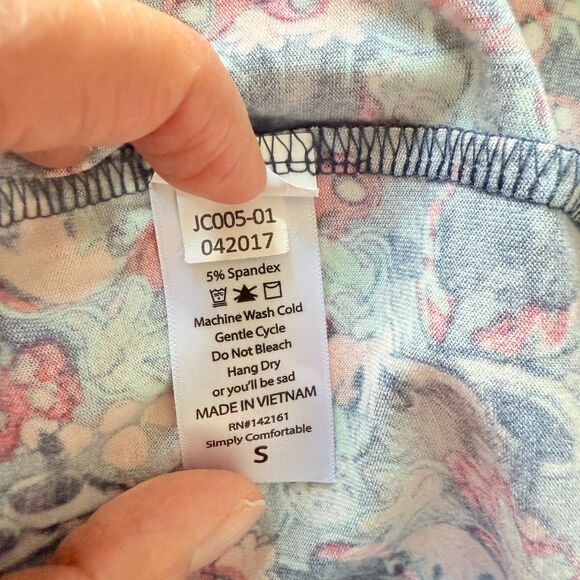 JC005-01
042017
5% Spandex
Machine Wash Cold
Gentle Cycle
Do Not Bleach
Hang Dry
or you'll be sad
MADE IN VIETNAM
RN#142161
Simply Comfortable
S